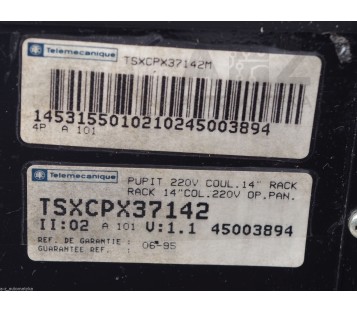 Telemecanique
TSXCPX37142M
1453155010210245003894
4P A 101
Telemecanique
PUPIT 220V COUL.14" RACK
RACK 14"COL.220V OP.PAN.
TSXCPX37142
II:02 A 101 V:1.1 45003894
REF. DE GARANTIE :
GUARANTEE REF. : 06-95